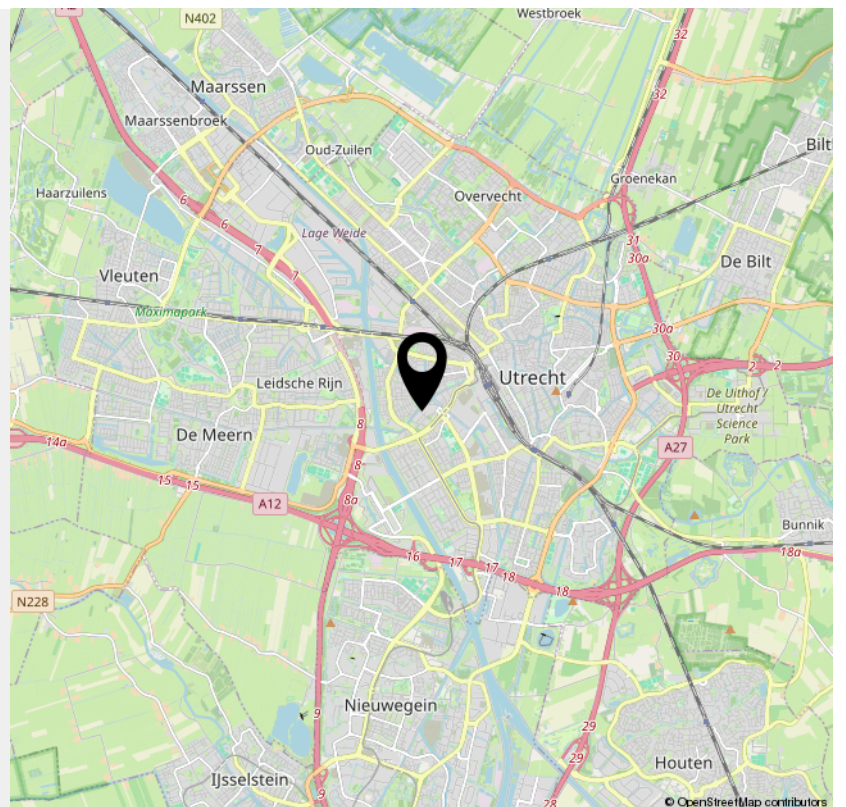 A2
N402
Westbroek
32
Maarssen
32
Maarssenbroek
Bilt
Oud-Zuilen
Groenekan
Haarzuilens
6
Overvecht
6
Lage Weide
7
31
30a
De Bilt
Vleuten
7
Maximapark
30a
30
2
2
Utrecht
Leidsche Rijn
De Uithof /
Utrecht
Science
Park
8
De Meern
14a
A27
8
15
15
8a
A12
Bunnik
16
17
17
18
18
18a
N228
Nieuwegein
9
29
29
Houten
IJsselstein
9
28
© OpenStreetMap contributors